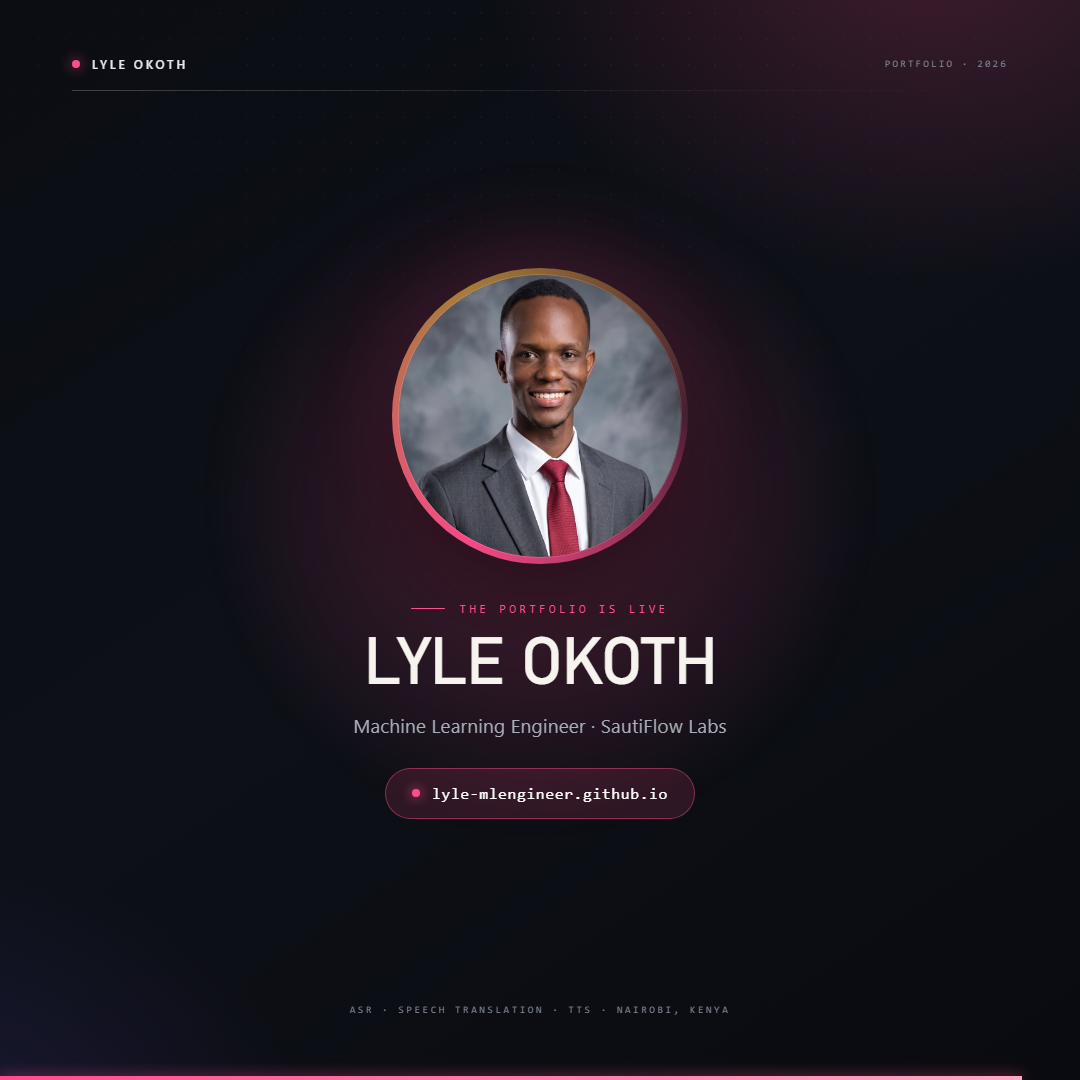 LYLE OKOTH
PORTFOLIO · 2026
THE PORTFOLIO IS LIVE
LYLE OKOTH
Machine Learning Engineer · SautiFlow Labs
lyle-mlengineer.github.io
ASR · SPEECH TRANSLATION · TTS · NAIROBI, KENYA